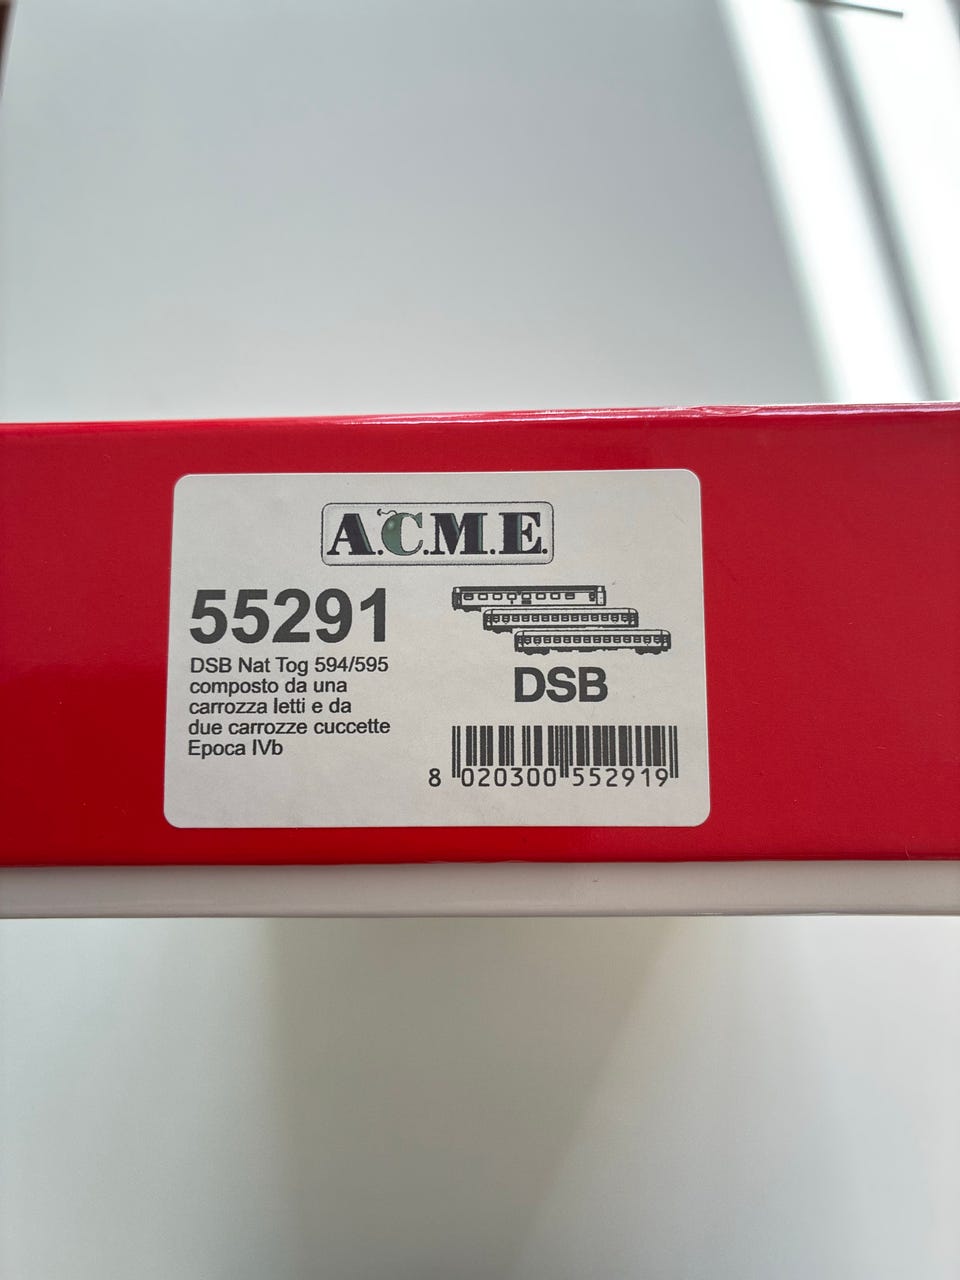 A.C.M.E.
55291
DSB Nat Tog 594/595
composto da una
carrozza letti e da
due carrozze cuccette
Epoca IVb
DSB
8 020300 552919